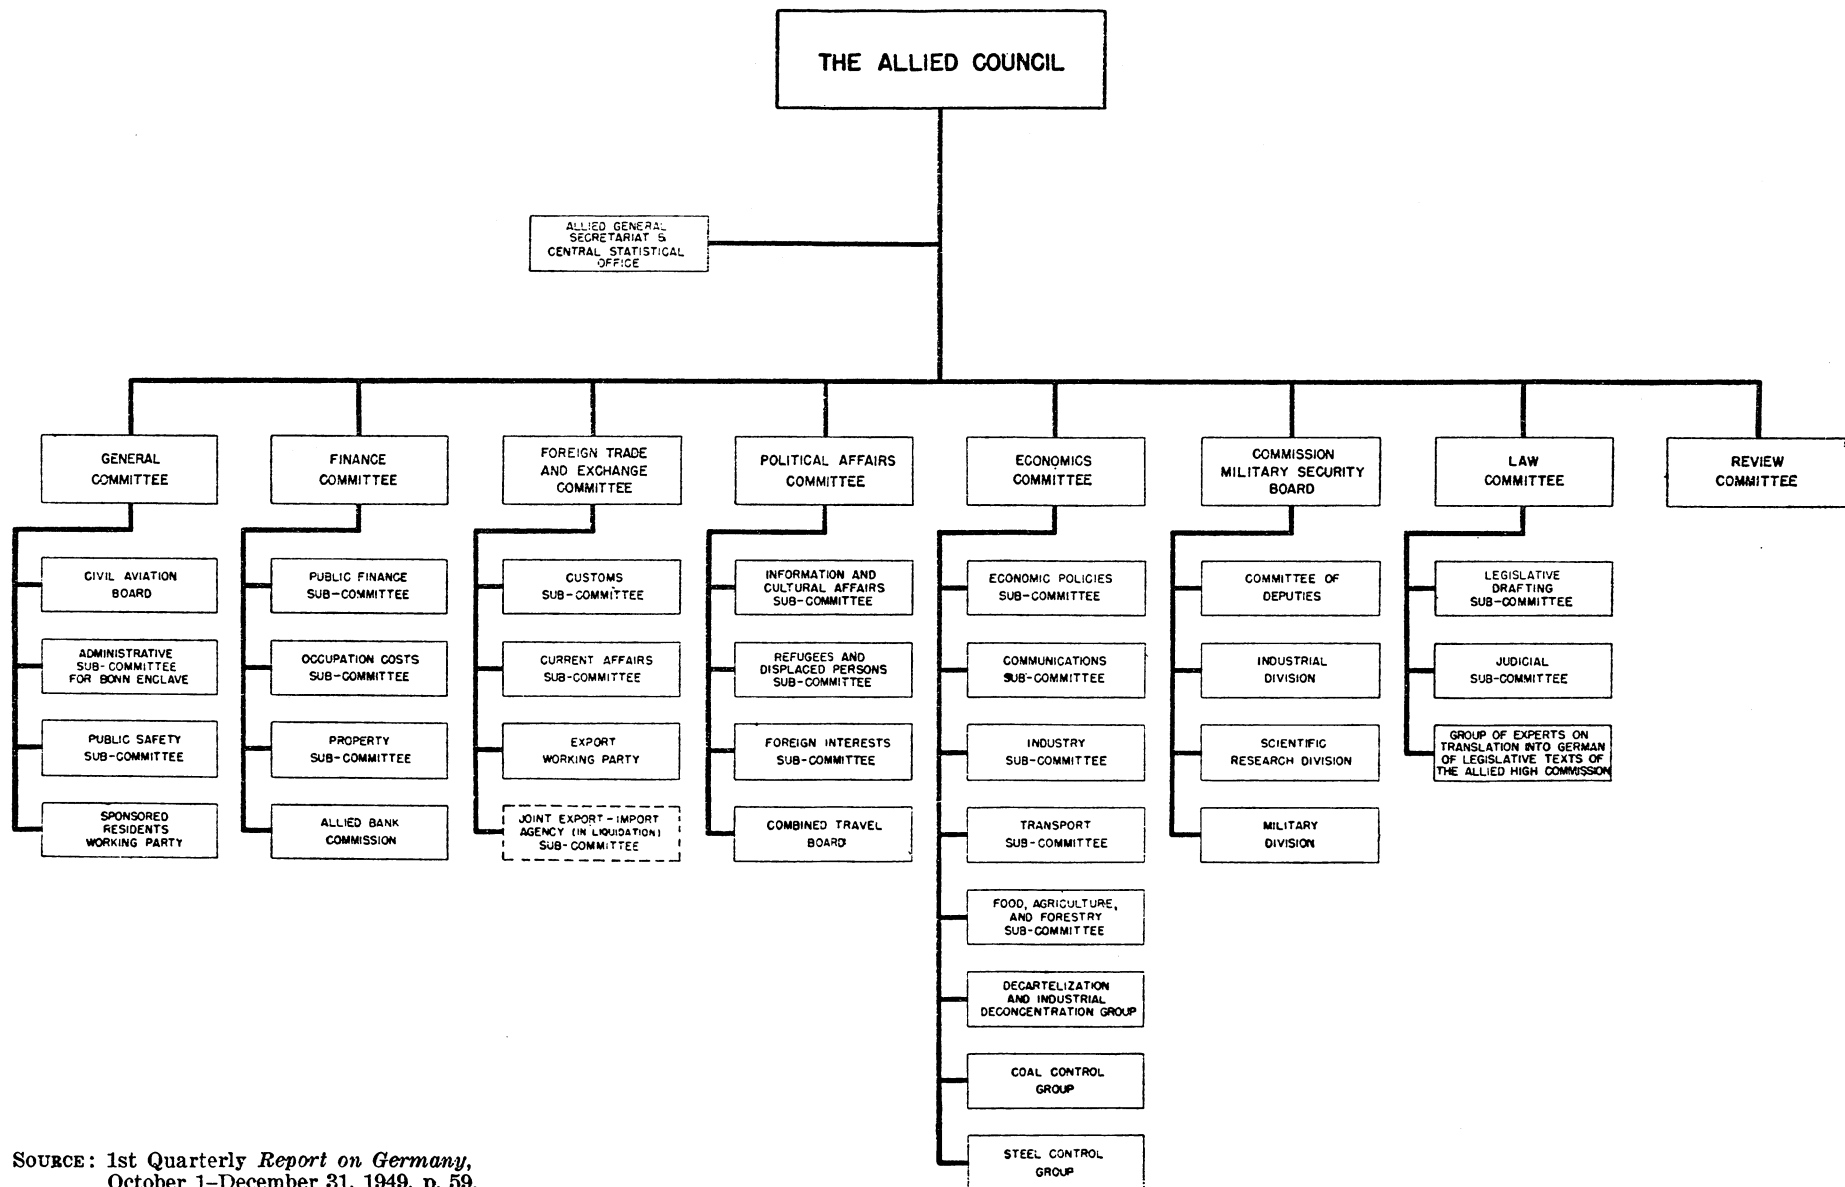 THE ALLIED COUNCIL
ALLIED GENERAL
SECRETARIAT &
CENTRAL STATISTICAL
OFFICE
GENERAL
COMMITTEE
CIVIL AVIATION
BOARD
ADMINISTRATIVE
SUB-COMMITTEE
FOR BONN ENCLAVE
PUBLIC SAFETY
SUB-COMMITTEE
SPONSORED
RESIDENTS
WORKING PARTY
FINANCE
COMMITTEE
PUBLIC FINANCE
SUB-COMMITTEE
OCCUPATION COSTS
SUB-COMMITTEE
PROPERTY
SUB-COMMITTEE
ALLIED BANK
COMMISSION
FOREIGN TRADE
AND EXCHANGE
COMMITTEE
CUSTOMS
SUB-COMMITTEE
CURRENT AFFAIRS
SUB-COMMITTEE
EXPORT
WORKING PARTY
JOINT EXPORT-IMPORT
AGENCY (IN LIQUIDATION)
SUB-COMMITTEE
POLITICAL AFFAIRS
COMMITTEE
INFORMATION AND
CULTURAL AFFAIRS
SUB-COMMITTEE
REFUGEES AND
DISPLACED PERSONS
SUB-COMMITTEE
FOREIGN INTERESTS
SUB-COMMITTEE
COMBINED TRAVEL
BOARD
ECONOMICS
COMMITTEE
ECONOMIC POLICIES
SUB-COMMITTEE
COMMUNICATIONS
SUB-COMMITTEE
INDUSTRY
SUB-COMMITTEE
TRANSPORT
SUB-COMMITTEE
FOOD, AGRICULTURE,
AND FORESTRY
SUB-COMMITTEE
DECARTELIZATION
AND INDUSTRIAL
DECONCENTRATION GROUP
COAL CONTROL
GROUP
STEEL CONTROL
GROUP
COMMISSION
MILITARY SECURITY
BOARD
COMMITTEE OF
DEPUTIES
INDUSTRIAL
DIVISION
SCIENTIFIC
RESEARCH DIVISION
MILITARY
DIVISION
LAW
COMMITTEE
LEGISLATIVE
DRAFTING
SUB-COMMITTEE
JUDICIAL
SUB-COMMITTEE
GROUP OF EXPERTS ON
TRANSLATION INTO GERMAN
OF LEGISLATIVE TEXTS OF
THE ALLIED HIGH COMMISSION
REVIEW
COMMITTEE
SOURCE: 1st Quarterly Report on Germany,
October 1–December 31, 1949, p. 59.